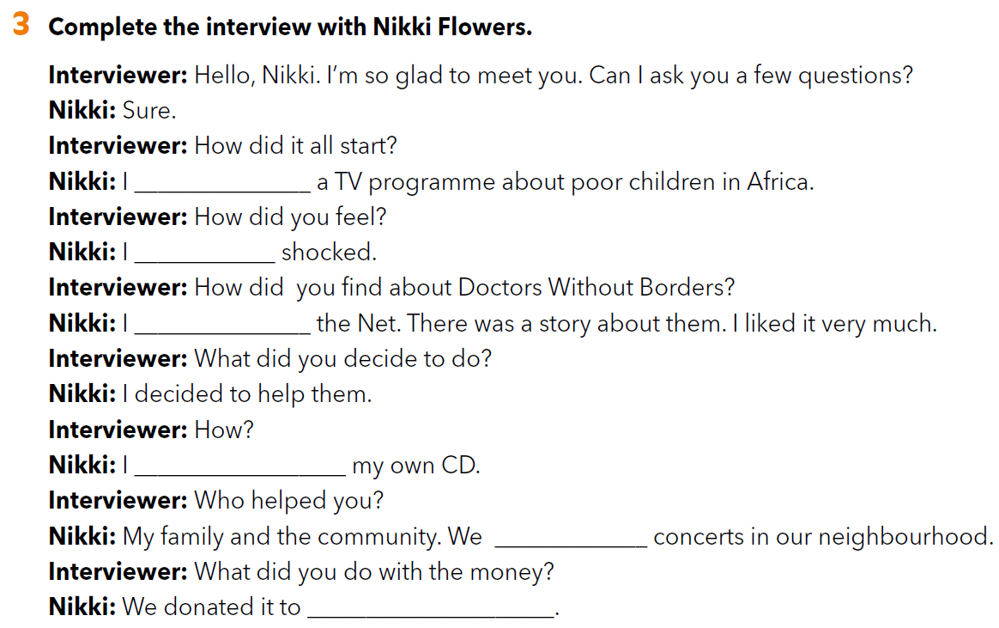 3 Complete the interview with Nikki Flowers.
Interviewer: Hello, Nikki. I’m so glad to meet you. Can I ask you a few questions?
Nikki: Sure.
Interviewer: How did it all start?
Nikki: I _______________ a TV programme about poor children in Africa.
Interviewer: How did you feel?
Nikki: I ____________ shocked.
Interviewer: How did you find about Doctors Without Borders?
Nikki: I _______________ the Net. There was a story about them. I liked it very much.
Interviewer: What did you decide to do?
Nikki: I decided to help them.
Interviewer: How?
Nikki: I __________________ my own CD.
Interviewer: Who helped you?
Nikki: My family and the community. We _____________ concerts in our neighbourhood.
Interviewer: What did you do with the money?
Nikki: We donated it to _____________________.